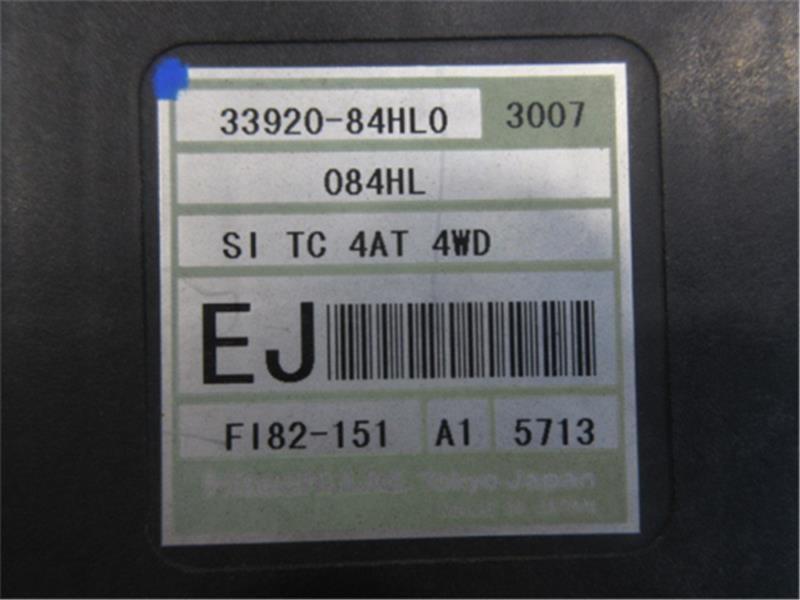 33920-84HL0 3007
084HL
SI TC 4AT 4WD
EJ
FI82-151 A1 5713
Tokyo Japan